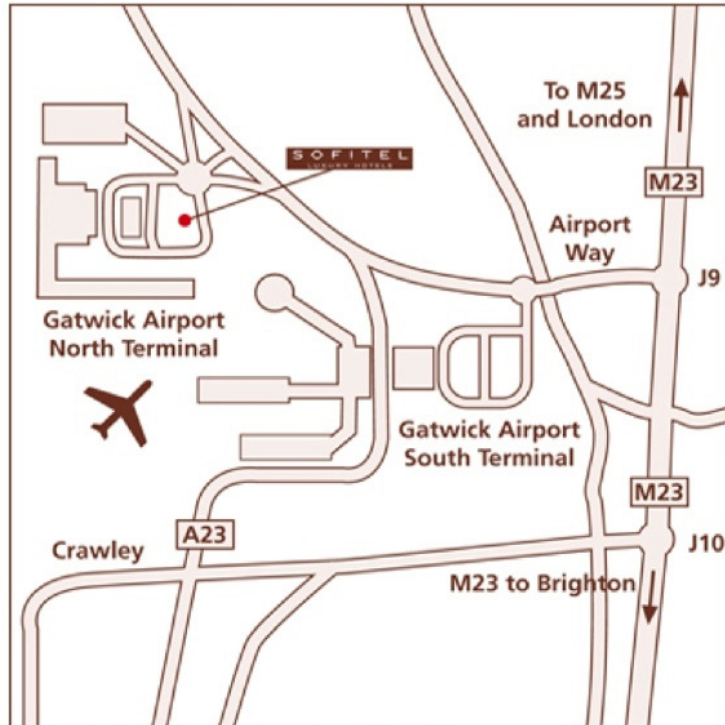 To M25
and London
SOFITEL
LUXURY HOTELS
M23
Airport
Way
J9
Gatwick Airport
North Terminal
Gatwick Airport
South Terminal
M23
A23
Crawley
J10
M23 to Brighton